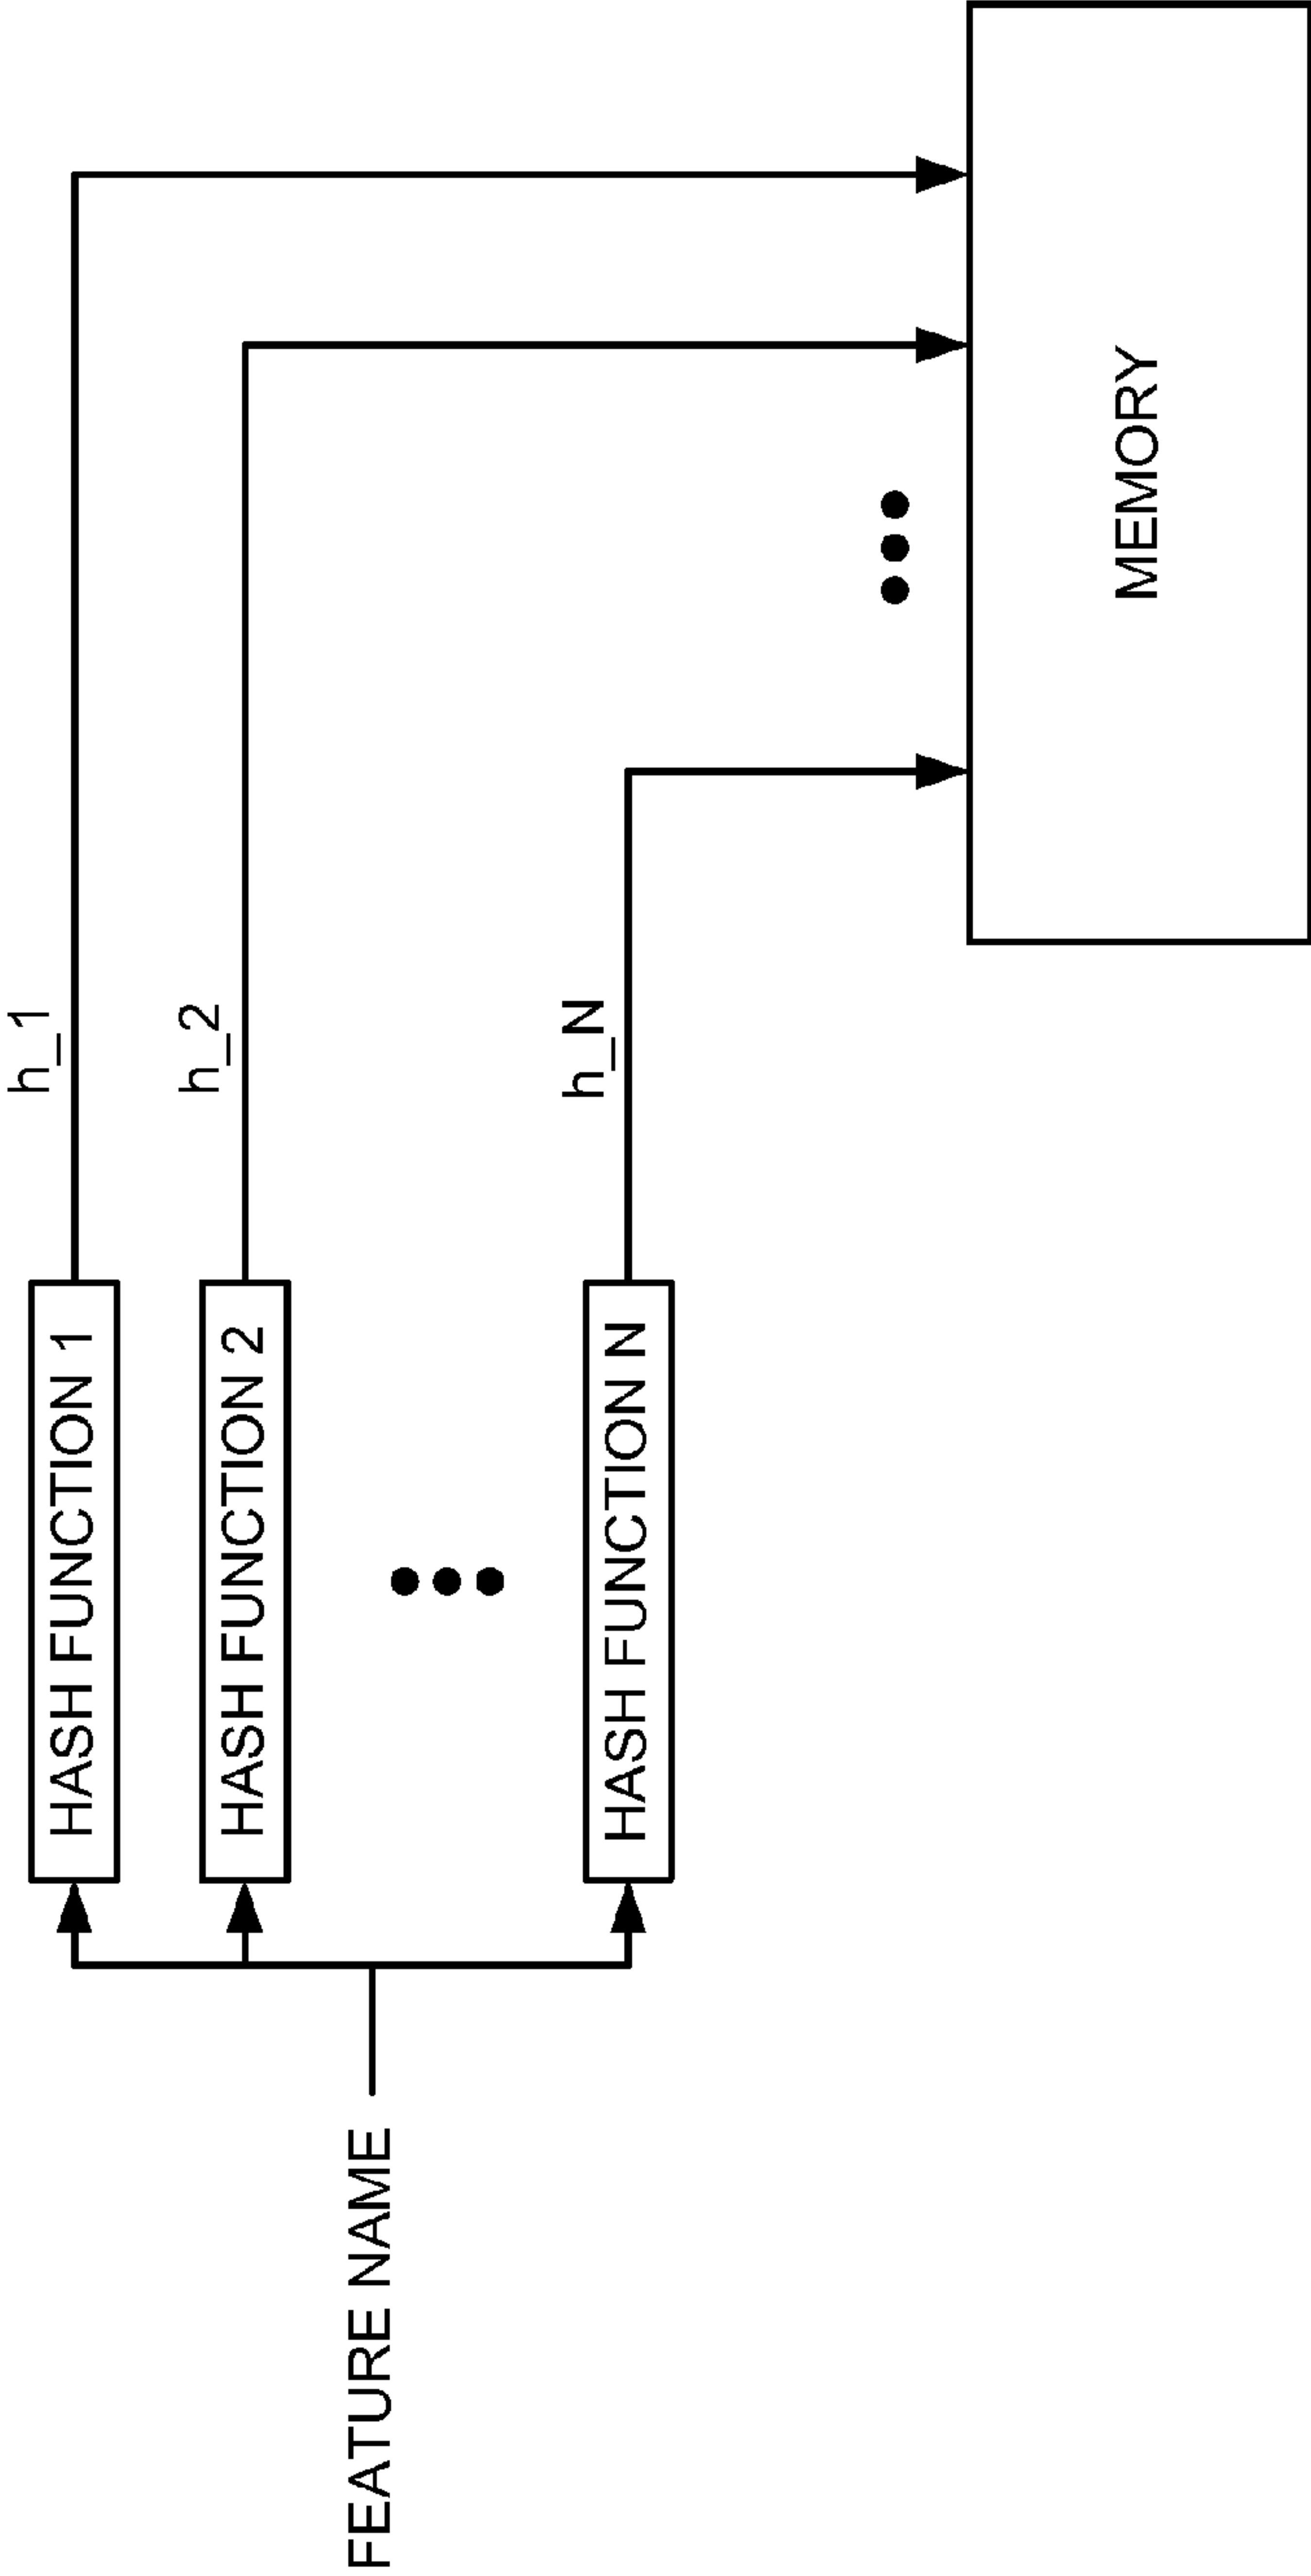 FEATURE NAME
HASH FUNCTION 1
h_1
HASH FUNCTION 2
h_2
HASH FUNCTION N
h_N
MEMORY